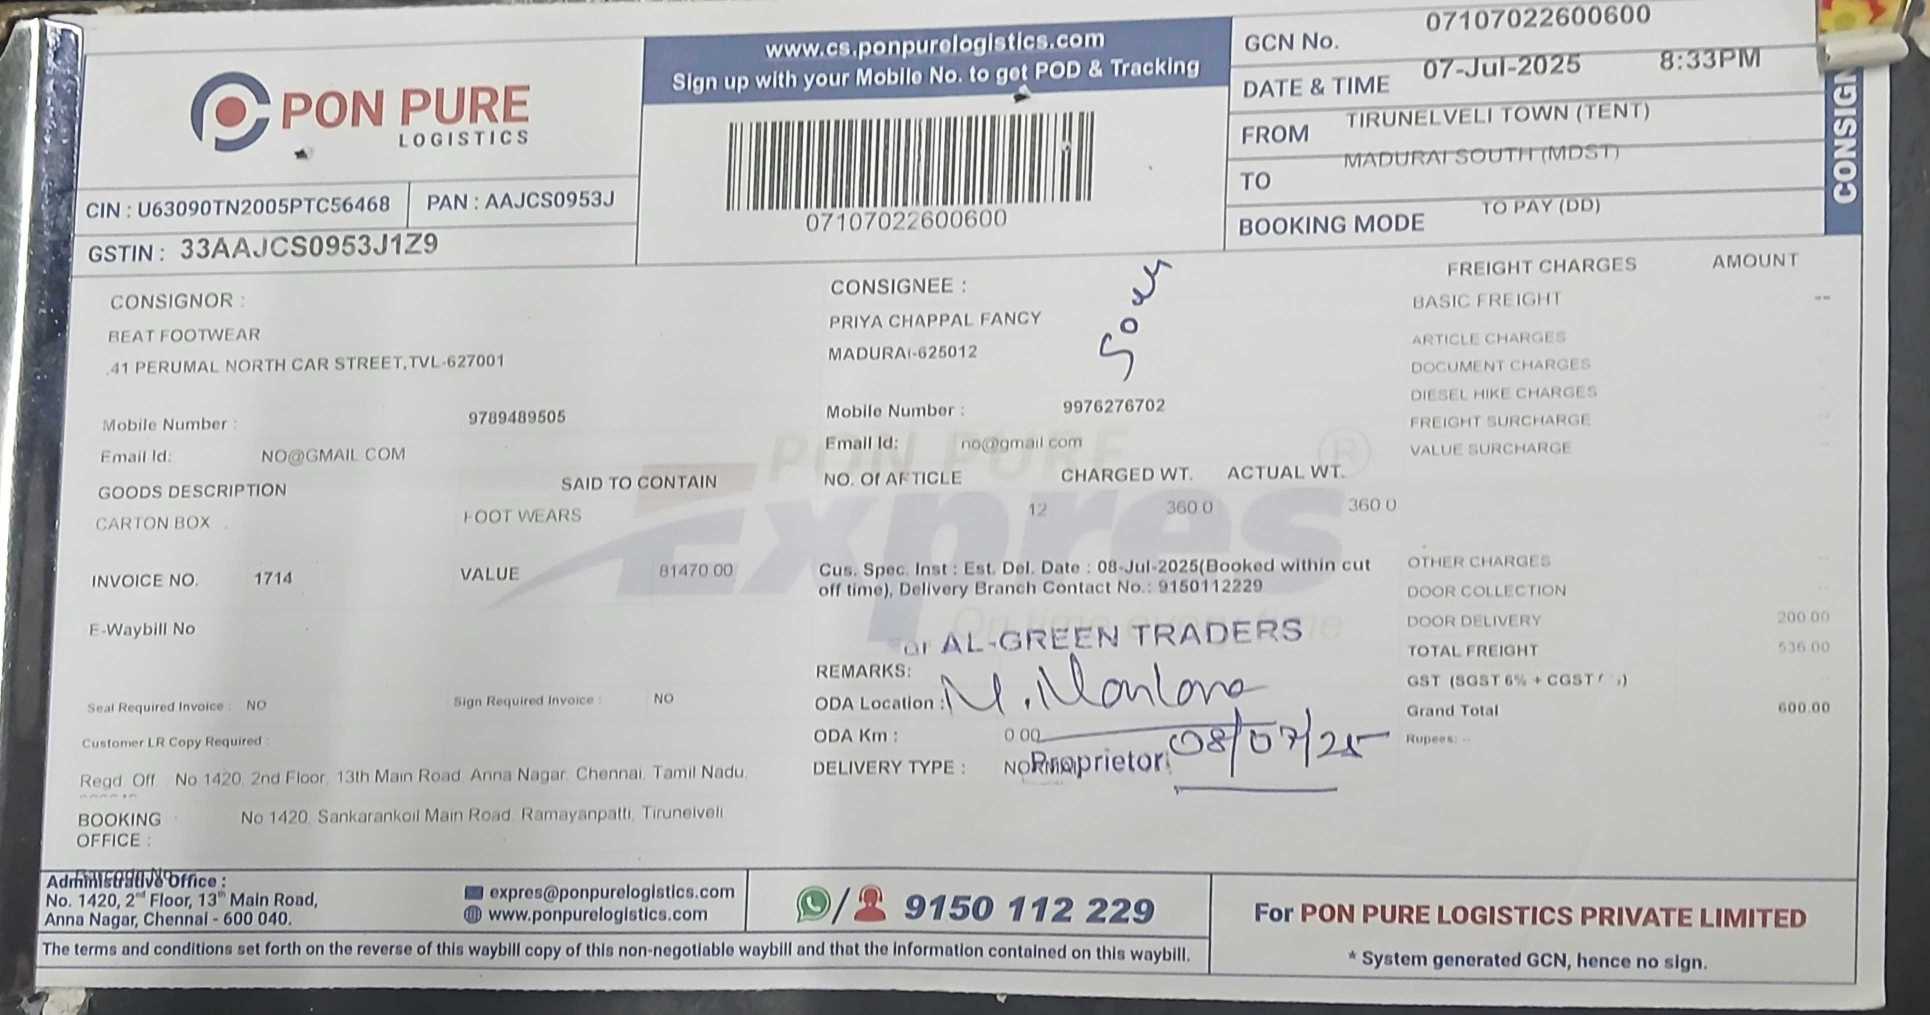 PON PURE
LOGISTICS
CIN : U63090TN2005PTC56468
PAN : AAJCS0953J
GSTIN : 33AAJCS0953J1Z9
www.cs.ponpurelogistics.com
Sign up with your Mobile No. to get POD & Tracking
07107022600600
GCN No. 07107022600600
DATE & TIME 07-Jul-2025 8:33PM
FROM TIRUNELVELI TOWN (TENT)
TO MADURAI SOUTH (MDST)
BOOKING MODE TO PAY (DD)
CONSIGN
CONSIGNOR :
BEAT FOOTWEAR
.41 PERUMAL NORTH CAR STREET,TVL-627001
Mobile Number : 9789489505
Email Id: NO@GMAIL COM
GOODS DESCRIPTION SAID TO CONTAIN
CARTON BOX FOOT WEARS
INVOICE NO. 1714 VALUE 81470 00
E-Waybill No
Seal Required Invoice : NO Sign Required Invoice : NO
Customer LR Copy Required :
Regd. Off. No 1420, 2nd Floor, 13th Main Road, Anna Nagar, Chennai, Tamil Nadu,
BOOKING OFFICE : No 1420, Sankarankoil Main Road, Ramayanpatti, Tirunelveli
CONSIGNEE :
PRIYA CHAPPAL FANCY
MADURAI-625012
Mobile Number : 9976276702
Email Id: no@gmail com
NO. Of ARTICLE CHARGED WT. ACTUAL WT.
12 360 0 360 0
PON PURE
Expres
®
Cus. Spec. Inst : Est. Del. Date : 08-Jul-2025(Booked within cut
off time), Delivery Branch Contact No.: 9150112229
For AL-GREEN TRADERS
REMARKS:
ODA Location :
ODA Km : 0.00
08/07/25
Proprietor
DELIVERY TYPE : NORMAL
FREIGHT CHARGES AMOUNT
BASIC FREIGHT --
ARTICLE CHARGES
DOCUMENT CHARGES
DIESEL HIKE CHARGES
FREIGHT SURCHARGE
VALUE SURCHARGE
OTHER CHARGES
DOOR COLLECTION
DOOR DELIVERY 200 00
TOTAL FREIGHT 536 00
GST (SGST 6% + CGST
Grand Total 600.00
Rupees: --
Administrative Office :
No. 1420, 2nd Floor, 13th Main Road,
Anna Nagar, Chennai - 600 040.
expres@ponpurelogistics.com
www.ponpurelogistics.com
9150 112 229
For PON PURE LOGISTICS PRIVATE LIMITED
* System generated GCN, hence no sign.
The terms and conditions set forth on the reverse of this waybill copy of this non-negotiable waybill and that the information contained on this waybill.